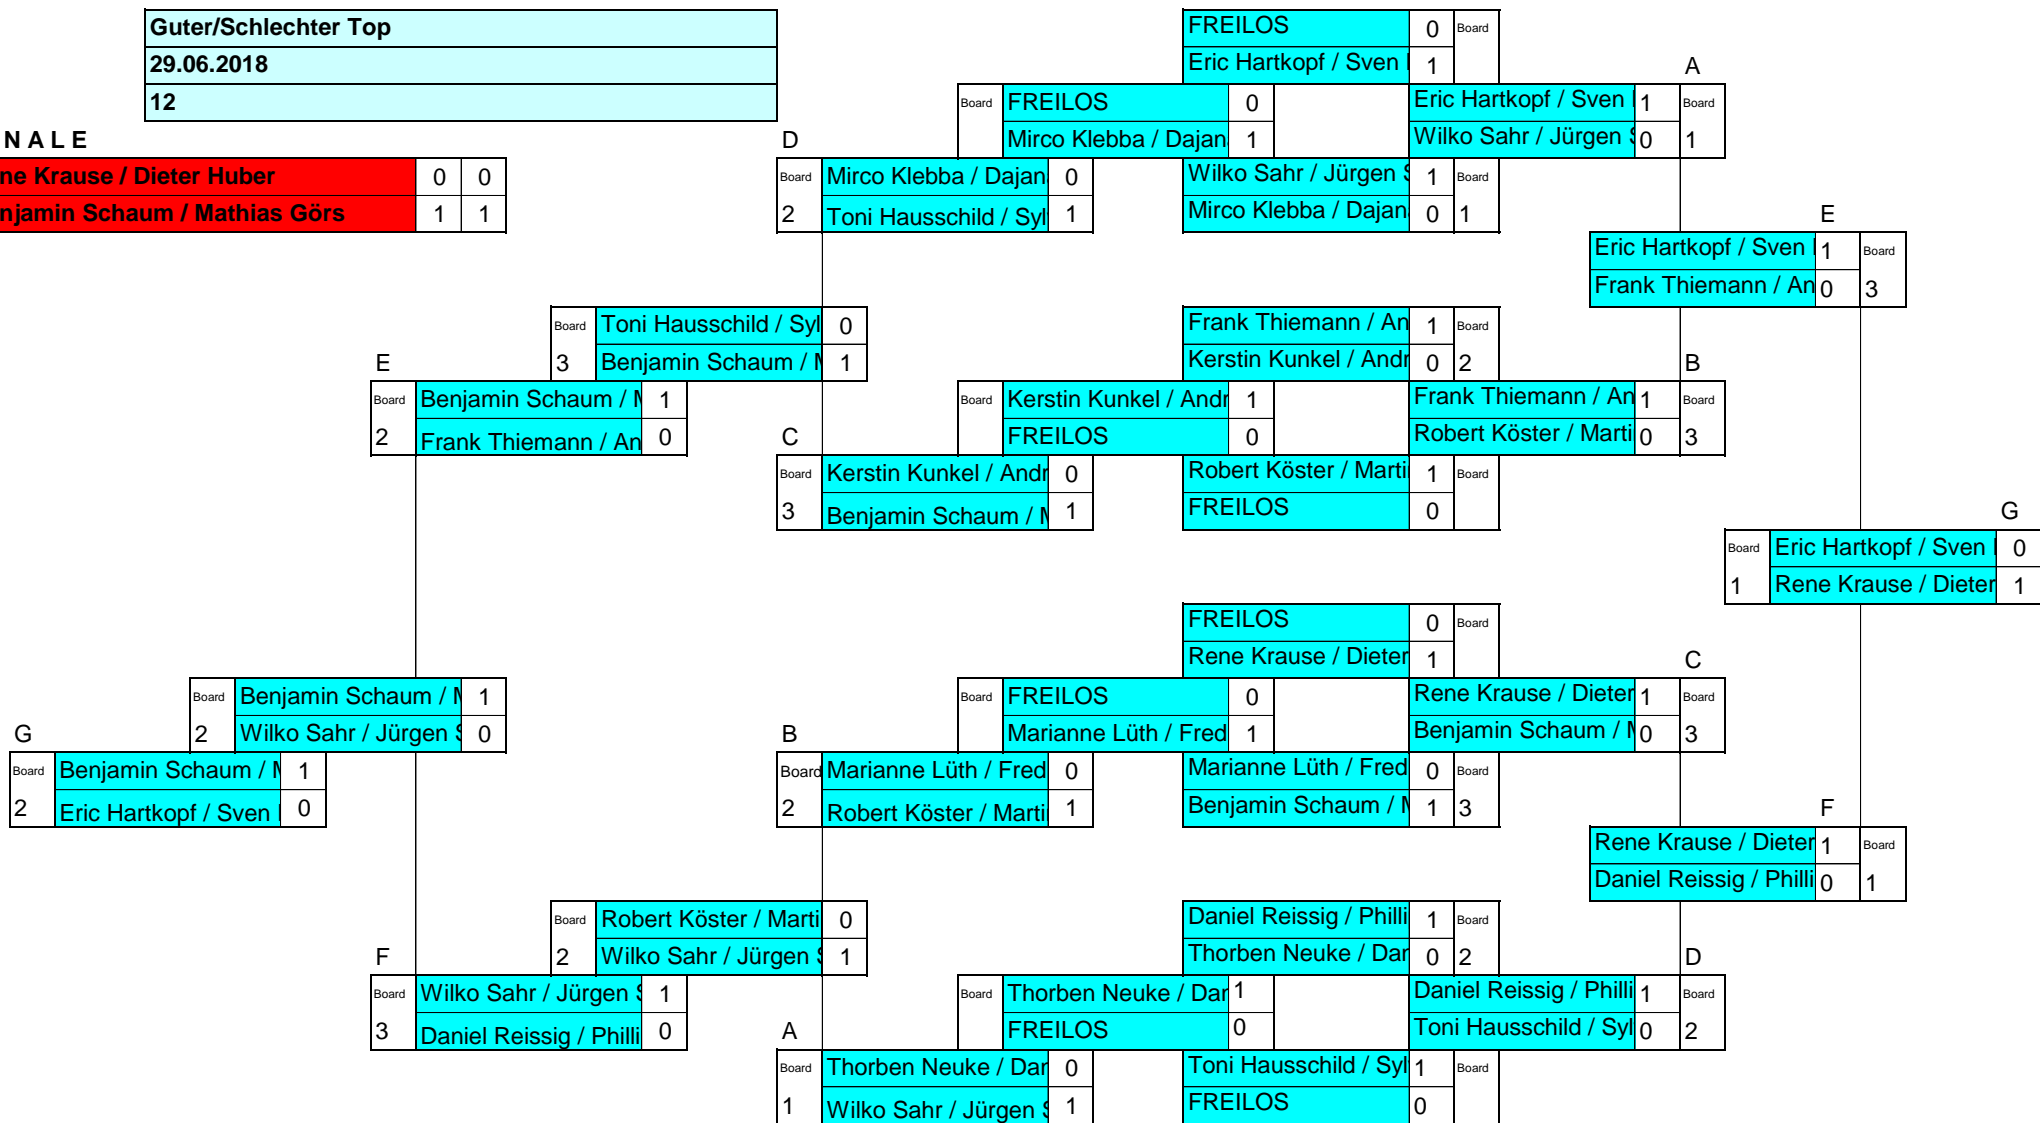 Guter/Schlechter Top
29.06.2018
12
N A L E
ne Krause / Dieter Huber 0 0
njamin Schaum / Mathias Görs 1 1
FREILOS 0 Board
Eric Hartkopf / Sven 1
A
Board FREILOS 0
Mirco Klebba / Dajan 1
Eric Hartkopf / Sven 1 Board
Wilko Sahr / Jürgen S 0 1
D
Board Mirco Klebba / Dajan 0
2 Toni Hausschild / Syl 1
Wilko Sahr / Jürgen S 1 Board
Mirco Klebba / Dajan 0 1
E
Eric Hartkopf / Sven 1 Board
Frank Thiemann / An 0 3
Board Toni Hausschild / Syl 0
3 Benjamin Schaum / M 1
Frank Thiemann / An 1 Board
Kerstin Kunkel / Andr 0 2
E
B
Board Benjamin Schaum / M 1
2 Frank Thiemann / An 0
Board Kerstin Kunkel / Andr 1
FREILOS 0
Frank Thiemann / An 1 Board
Robert Köster / Marti 0 3
C
Board Kerstin Kunkel / Andr 0
3 Benjamin Schaum / M 1
Robert Köster / Marti 1 Board
FREILOS 0
G
Board Eric Hartkopf / Sven 0
1 Rene Krause / Dieter 1
FREILOS 0 Board
Rene Krause / Dieter 1
C
Board Benjamin Schaum / M 1
2 Wilko Sahr / Jürgen S 0
Board FREILOS 0
Marianne Lüth / Fred 1
Rene Krause / Dieter 1 Board
Benjamin Schaum / M 0 3
G
B
Board Benjamin Schaum / M 1
2 Eric Hartkopf / Sven 0
Board Marianne Lüth / Fred 0
2 Robert Köster / Marti 1
Marianne Lüth / Fred 0 Board
Benjamin Schaum / M 1 3
F
Rene Krause / Dieter 1 Board
Daniel Reissig / Philli 0 1
Board Robert Köster / Marti 0
2 Wilko Sahr / Jürgen S 1
Daniel Reissig / Philli 1 Board
Thorben Neuke / Dar 0 2
F
D
Board Wilko Sahr / Jürgen S 1
3 Daniel Reissig / Philli 0
Board Thorben Neuke / Dar 1
FREILOS 0
Daniel Reissig / Philli 1 Board
Toni Hausschild / Syl 0 2
A
Board Thorben Neuke / Dar 0
1 Wilko Sahr / Jürgen S 1
Toni Hausschild / Syl 1 Board
FREILOS 0